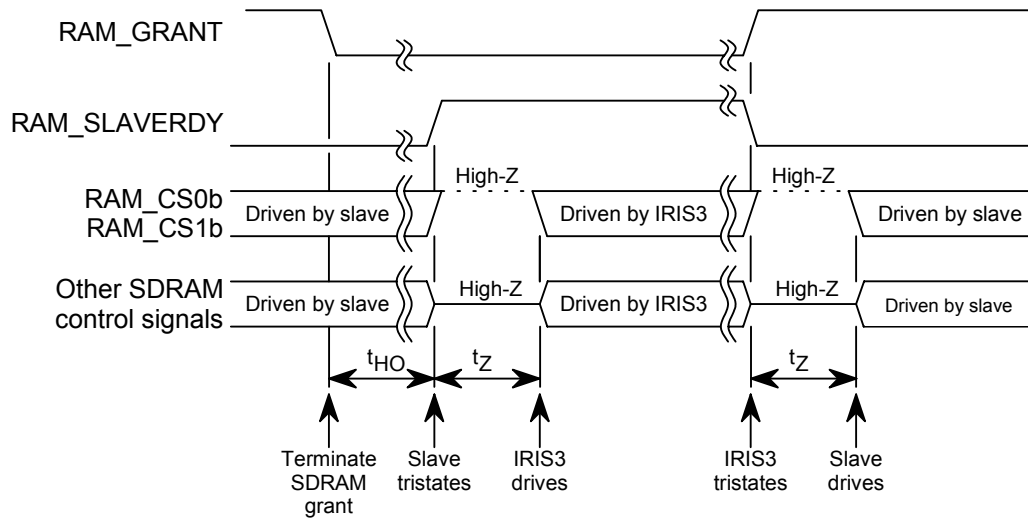 RAM_GRANT
RAM_SLAVERDY
High-Z High-Z
RAM_CS0b
Driven by slave Driven by IRIS3 Driven by slave
RAM_CS1b
Other SDRAM
control signals
High-Z High-Z
Driven by slave Driven by IRIS3 Driven by slave
tHO tZ tZ
Terminate
SDRAM
grant
Slave
tristates
IRIS3
drives
IRIS3
tristates
Slave
drives